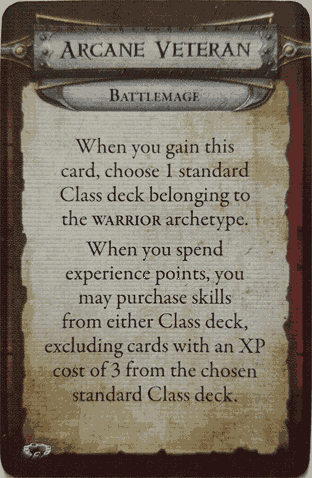 Arcane Veteran
Battlemage
When you gain this
card, choose 1 standard
Class deck belonging to
the WARRIOR archetype.
When you spend
experience points, you
may purchase skills
from either Class deck,
excluding cards with an XP
cost of 3 from the chosen
standard Class deck.